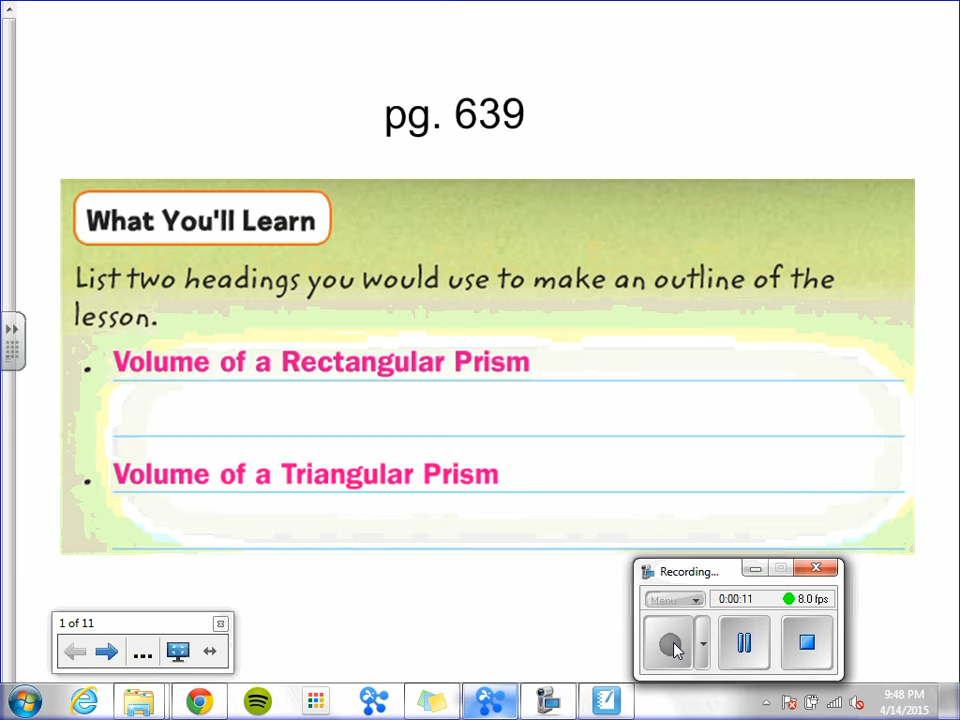 pg. 639
What You'll Learn
List two headings you would use to make an outline of the
lesson.
. Volume of a Rectangular Prism
. Volume of a Triangular Prism
Recording...
Menu
0:00:11
8.0 fps
1 of 11
...
9:48 PM
4/14/2015